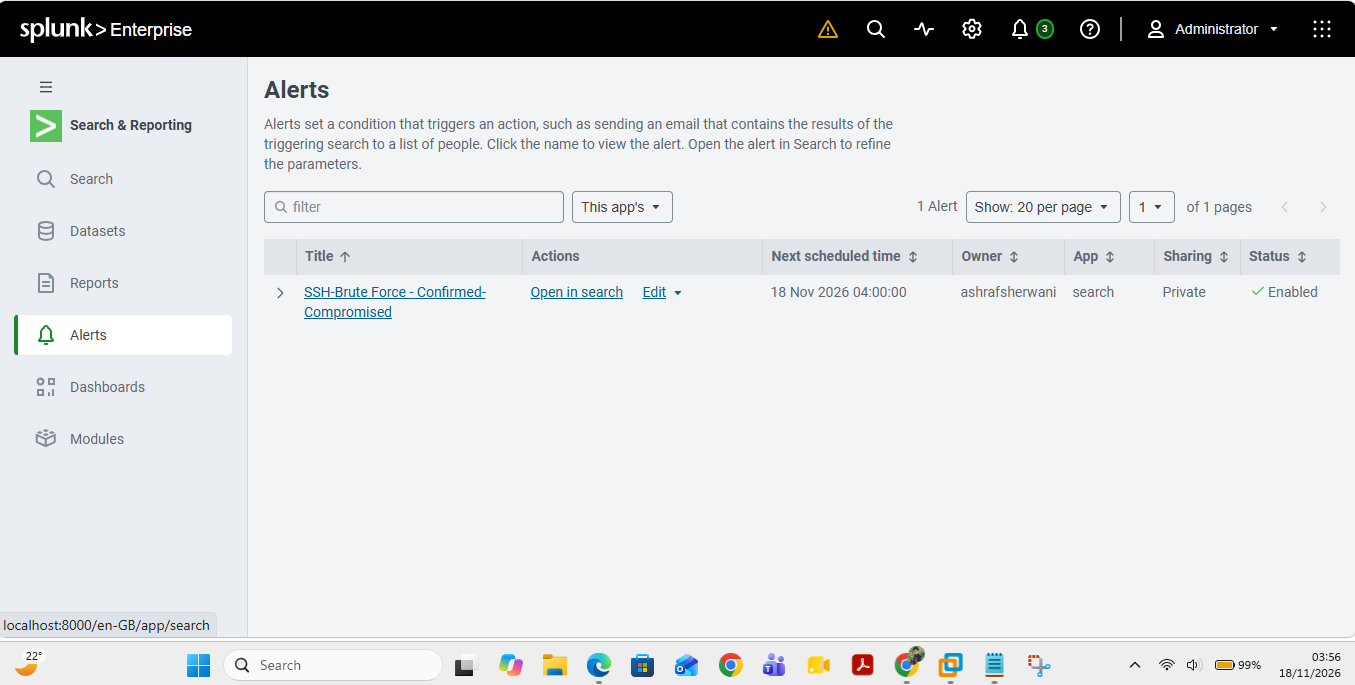 splunk> Enterprise
3
Administrator
Search & Reporting
Search
Datasets
Reports
Alerts
Dashboards
Modules
Alerts
Alerts set a condition that triggers an action, such as sending an email that contains the results of the
triggering search to a list of people. Click the name to view the alert. Open the alert in Search to refine
the parameters.
filter
This app's
1 Alert
Show: 20 per page
1
of 1 pages
Title
Actions
Next scheduled time
Owner
App
Sharing
Status
SSH-Brute Force - Confirmed-
Compromised
Open in search
Edit
18 Nov 2026 04:00:00
ashrafsherwani
search
Private
Enabled
localhost:8000/en-GB/app/search
22°
Search
99%
03:56
18/11/2026